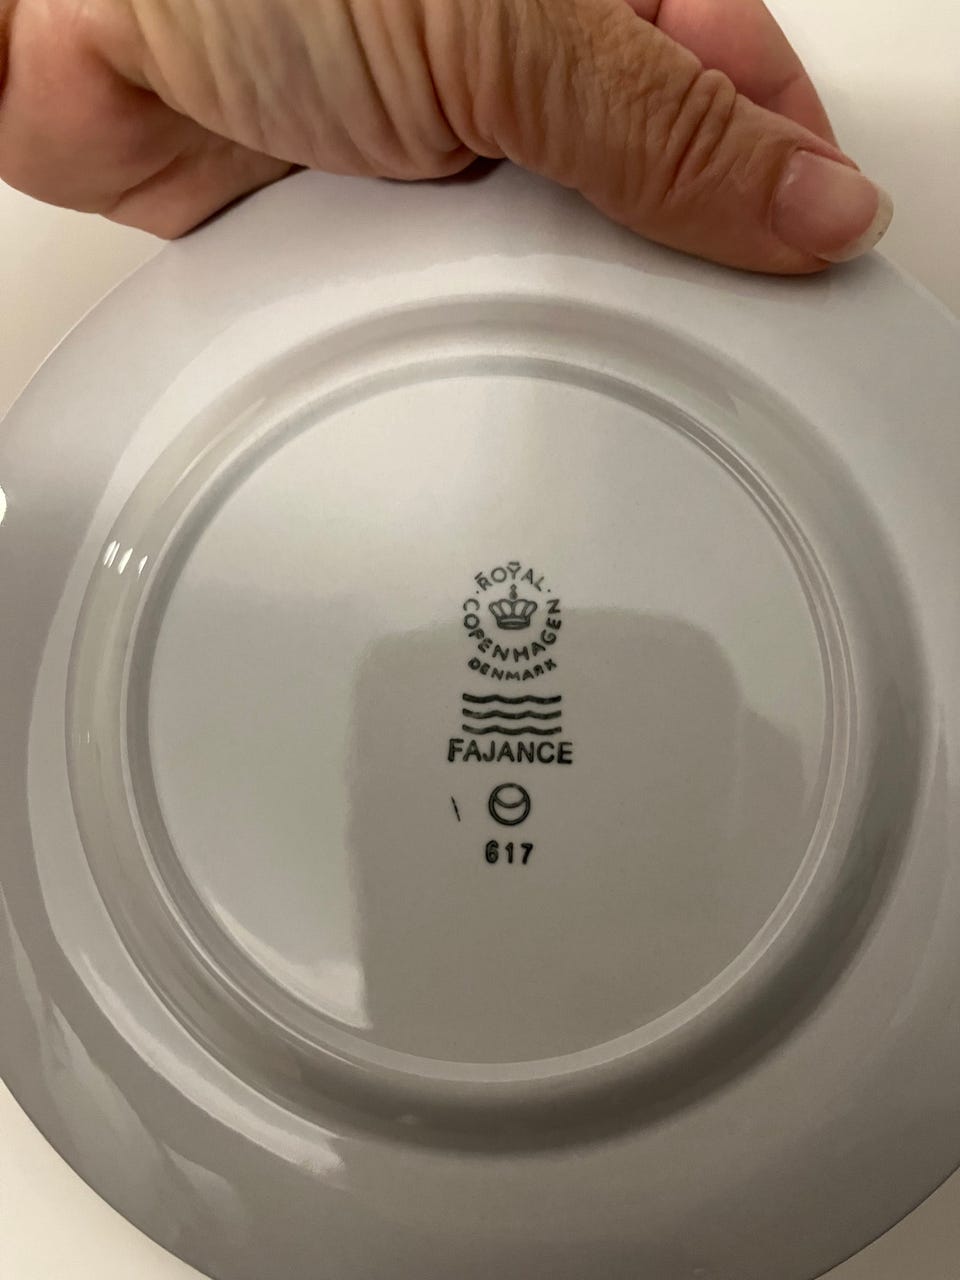 ROYAL
COPENHAGEN
DENMARK
FAJANCE
617